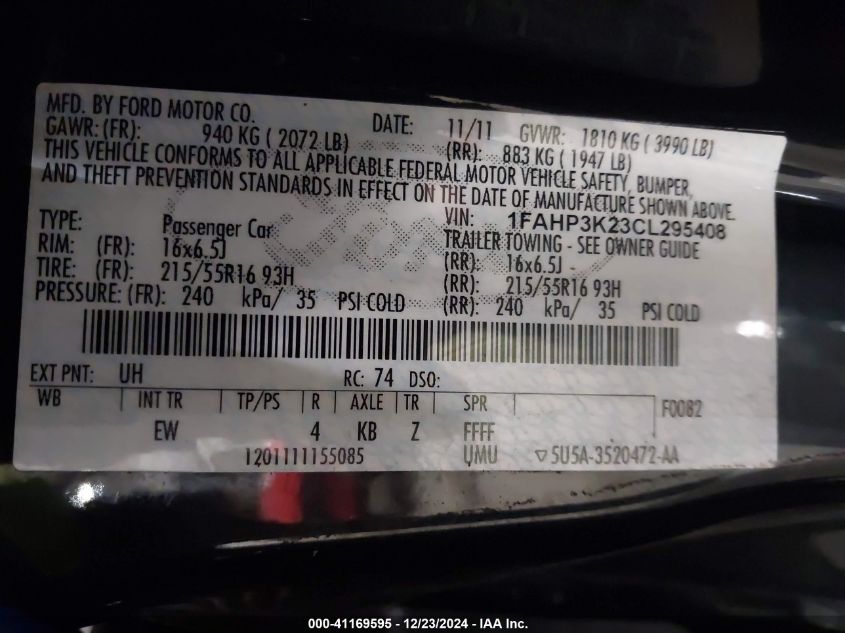 MFD. BY FORD MOTOR CO.
DATE: 11/11 GVWR: 1810 KG ( 3990 LB)
GAWR: (FR): 940 KG ( 2072 LB) (RR): 883 KG ( 1947 LB)
THIS VEHICLE CONFORMS TO ALL APPLICABLE FEDERAL MOTOR VEHICLE SAFETY, BUMPER,
AND THEFT PREVENTION STANDARDS IN EFFECT ON THE DATE OF MANUFACTURE SHOWN ABOVE.
VIN: 1FAHP3K23CL295408
TYPE: Passenger Car TRAILER TOWING - SEE OWNER GUIDE
RIM: (FR): 16x6.5J (RR): 16x6.5J
TIRE: (FR): 215/55R16 93H (RR): 215/55R16 93H
PRESSURE: (FR): 240 kPa/ 35 PSI COLD (RR): 240 kPa/ 35 PSI COLD
EXT PNT: UH RC: 74 DSO:
WB INT TR TP/PS R AXLE TR SPR F0082
EW 4 KB Z FFFF
1201111155085 UMU ▽5U5A-3520472-AA
000-41169595 - 12/23/2024 - IAA Inc.